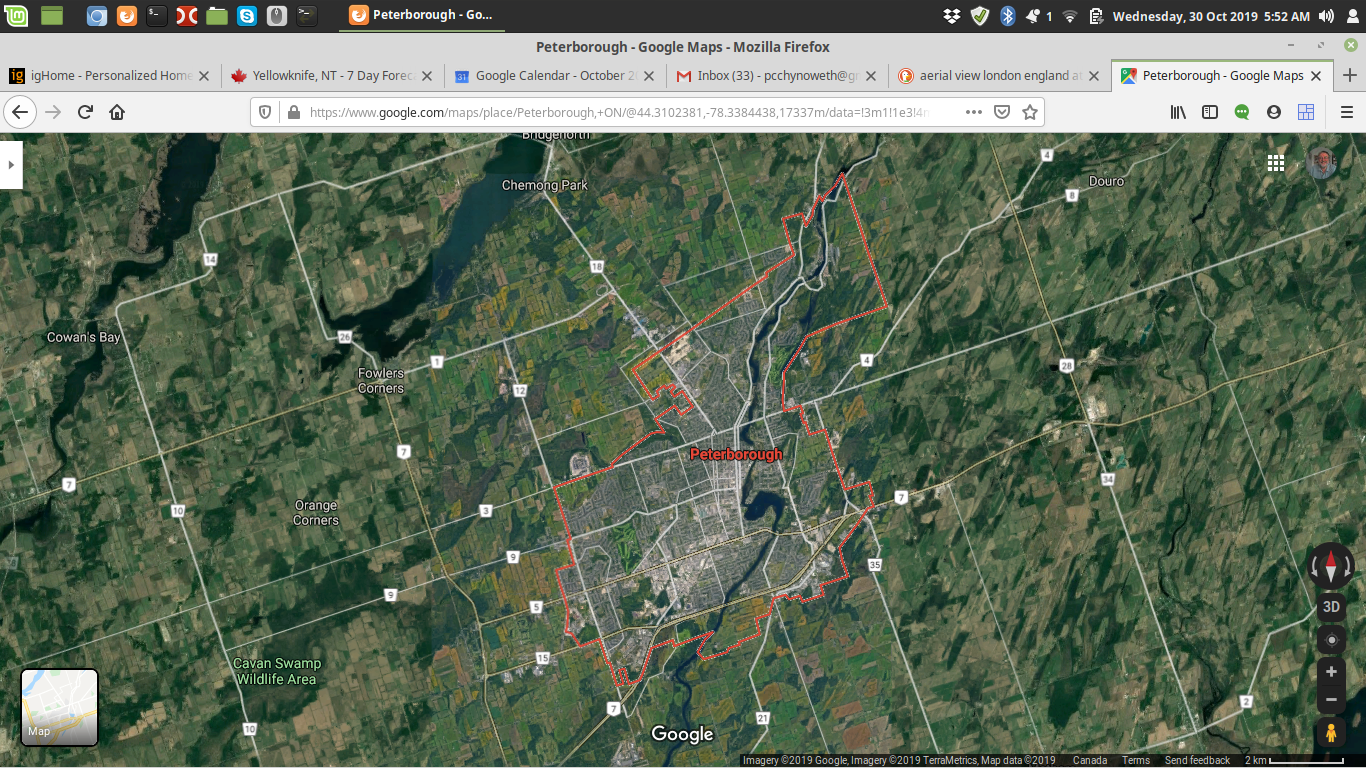 Peterborough - Go...
1
Wednesday, 30 Oct 2019 5:52 AM
Peterborough - Google Maps - Mozilla Firefox
ig igHome - Personalized Home
Yellowknife, NT - 7 Day Forec
31 Google Calendar - October 2
Inbox (33) - pcchynoweth@g
aerial view london england a
Peterborough - Google Maps
https://www.google.com/maps/place/Peterborough,+ON/@44.3102381,-78.3384438,17337m/data=!3m1!1e3!4m
Bridgenorth
Chemong Park
4
Douro
8
14
18
Cowan's Bay
26
1
4
28
Fowlers
Corners
12
7
Peterborough
7
10
34
7
Orange
Corners
3
9
35
9
5
3D
15
Cavan Swamp
Wildlife Area
2
7
21
10
Map
Google
Imagery ©2019 Google, Imagery ©2019 TerraMetrics, Map data ©2019
Canada
Terms
Send feedback
2 km